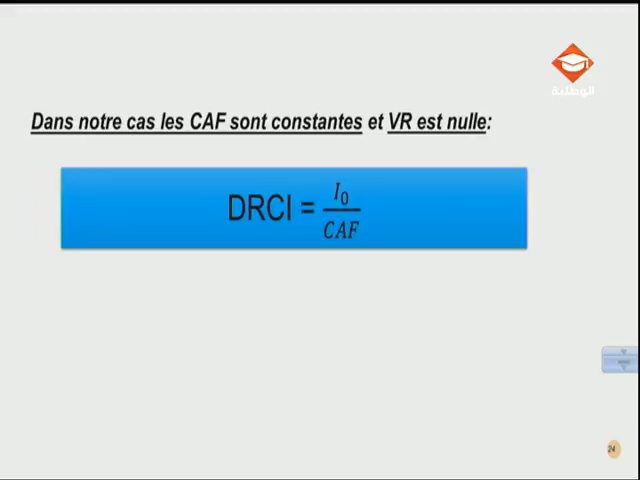 الوطنية
Dans notre cas les CAF sont constantes et VR est nulle:
DRCI = I₀/CAF
24